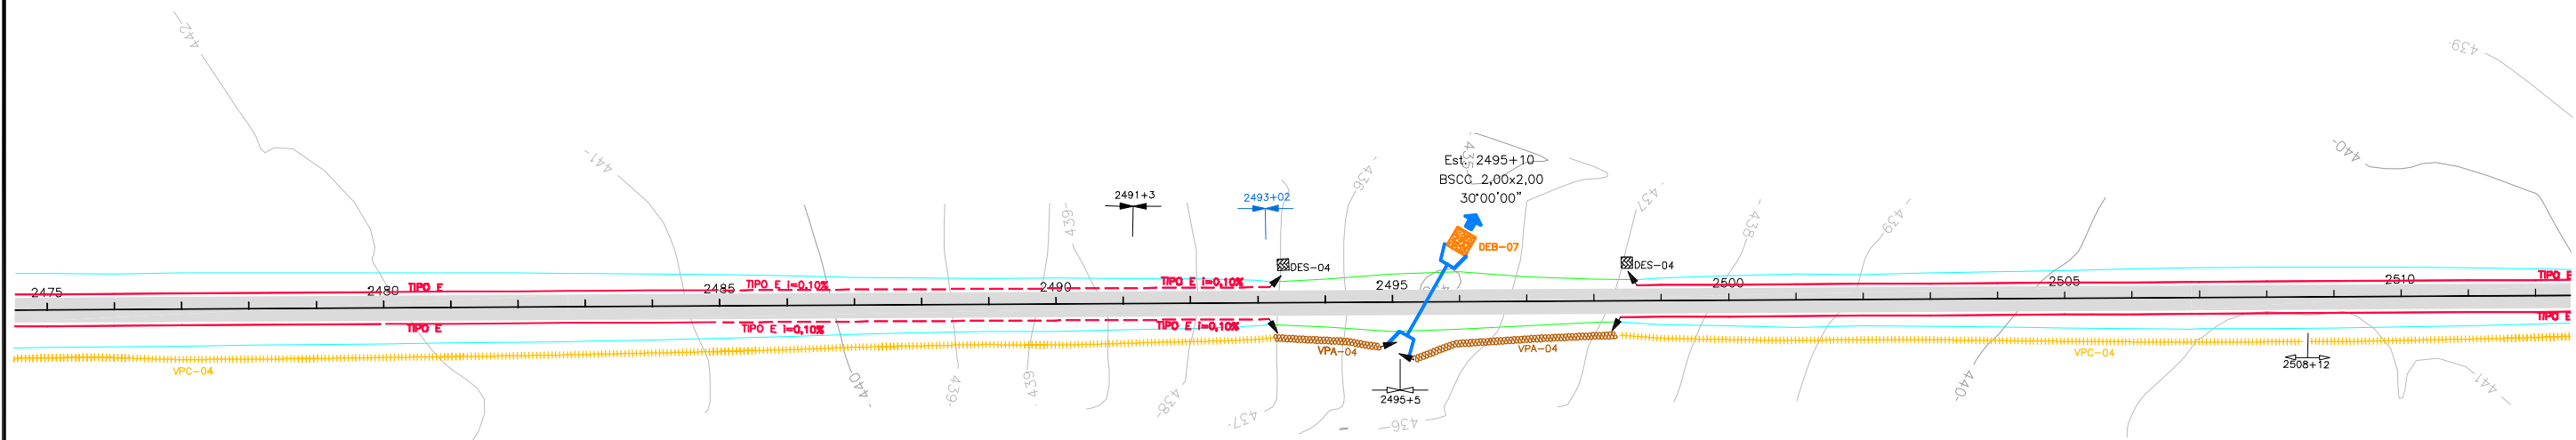 -442-
-439-
-441-
-440-
435
Est. 2495+10
BSCC 2,00x2,00
30°00'00"
-436-
-437-
-438-
-439-
2491+3
2493+02
439-
DEB-07
DES-04
DES-04
2475
TIPO E
2480
2485
TIPO E i=0,10%
2490
TIPO E i=0,10%
2495
2500
2505
2510
TIPO E
TIPO E
TIPO E i=0,10%
TIPO E i=0,10%
TIPO E
VPC-04
VPA-04
VPA-04
VPC-04
2508+12
2495+5
-440-
439-
-439
-438-
-437-
-436-
-440-
-441-